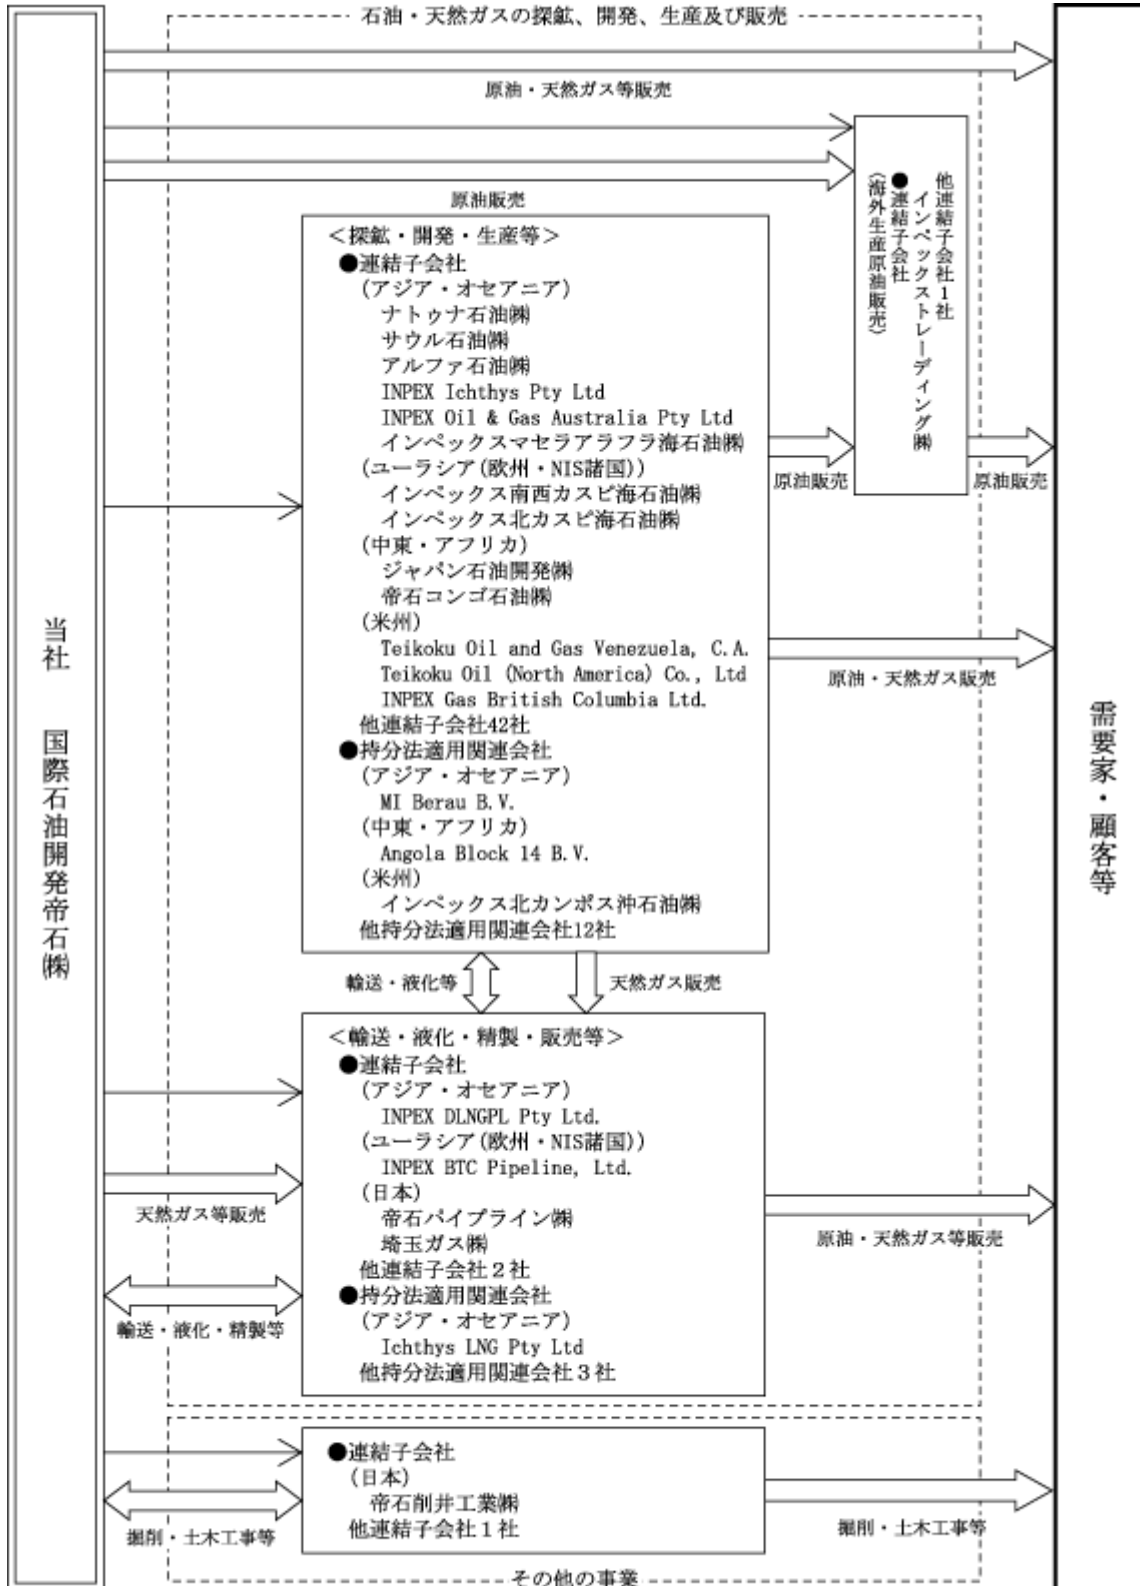 石油・天然ガスの探鉱、開発、生産及び販売
原油・天然ガス等販売
原油販売
<探鉱・開発・生産等>
●連結子会社
(アジア・オセアニア)
ナトゥナ石油㈱
サウル石油㈱
アルファ石油㈱
INPEX Ichthys Pty Ltd
INPEX Oil & Gas Australia Pty Ltd
インペックスマセラアラフラ海石油㈱
(ユーラシア(欧州・NIS諸国))
インペックス南西カスピ海石油㈱
インペックス北カスピ海石油㈱
(中東・アフリカ)
ジャパン石油開発㈱
帝石コンゴ石油㈱
(米州)
Teikoku Oil and Gas Venezuela, C.A.
Teikoku Oil (North America) Co., Ltd
INPEX Gas British Columbia Ltd.
他連結子会社42社
●持分法適用関連会社
(アジア・オセアニア)
MI Berau B.V.
(中東・アフリカ)
Angola Block 14 B.V.
(米州)
インペックス北カンポス沖石油㈱
他持分法適用関連会社12社
(海外生産原油販売)
●連結子会社
インペックストレーディング㈱
他連結子会社1社
原油販売
原油販売
原油・天然ガス販売
当社 国際石油開発帝石㈱
需要家・顧客等
輸送・液化等
天然ガス販売
<輸送・液化・精製・販売等>
●連結子会社
(アジア・オセアニア)
INPEX DLNGPL Pty Ltd.
(ユーラシア(欧州・NIS諸国))
INPEX BTC Pipeline, Ltd.
(日本)
帝石パイプライン㈱
埼玉ガス㈱
他連結子会社2社
●持分法適用関連会社
(アジア・オセアニア)
Ichthys LNG Pty Ltd
他持分法適用関連会社3社
天然ガス等販売
輸送・液化・精製等
原油・天然ガス等販売
●連結子会社
(日本)
帝石削井工業㈱
他連結子会社1社
掘削・土木工事等
掘削・土木工事等
その他の事業